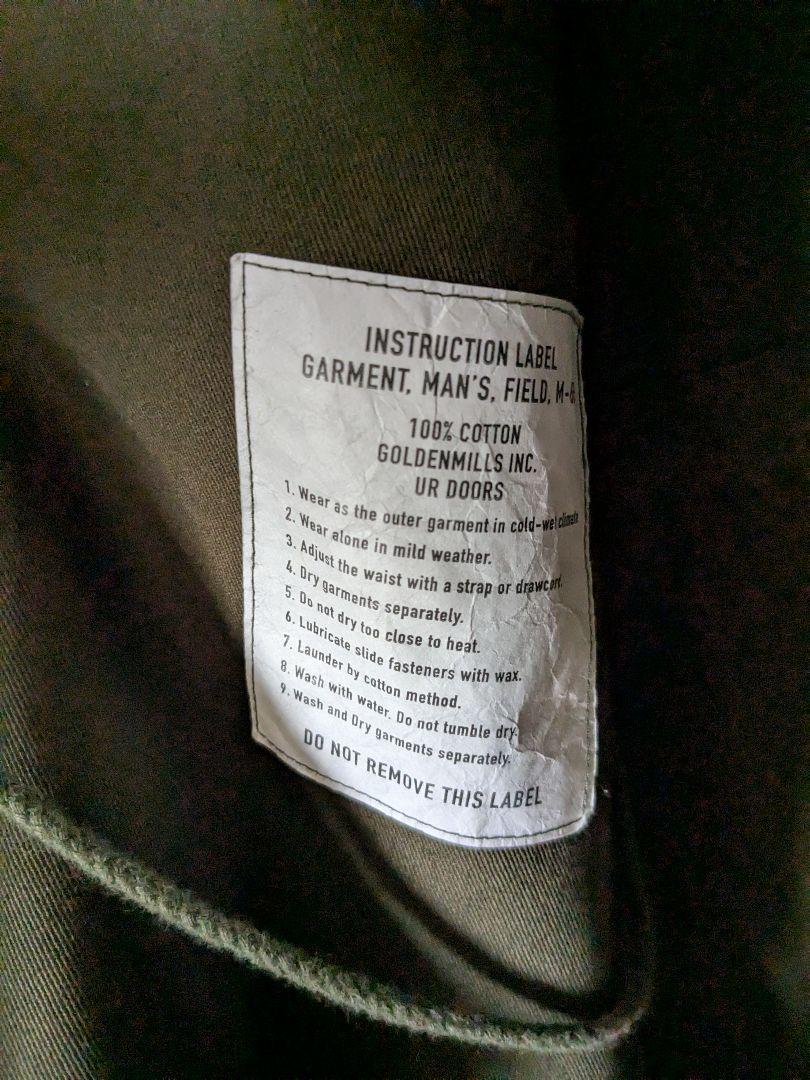 INSTRUCTION LABEL
GARMENT, MAN'S, FIELD,
100% COTTON
GOLDENMILLS INC.
UR DOORS
1. Wear as the outer garment in cold-wet climate
2. Wear alone in mild weather.
3. Adjust the waist with a strap or drawcord.
4. Dry garments separately.
5. Do not dry too close to heat.
6. Lubricate slide fasteners with wax.
7. Launder by cotton method.
8. Wash with water. Do not tumble dry.
9. Wash and Dry garments separately.
DO NOT REMOVE THIS LABEL